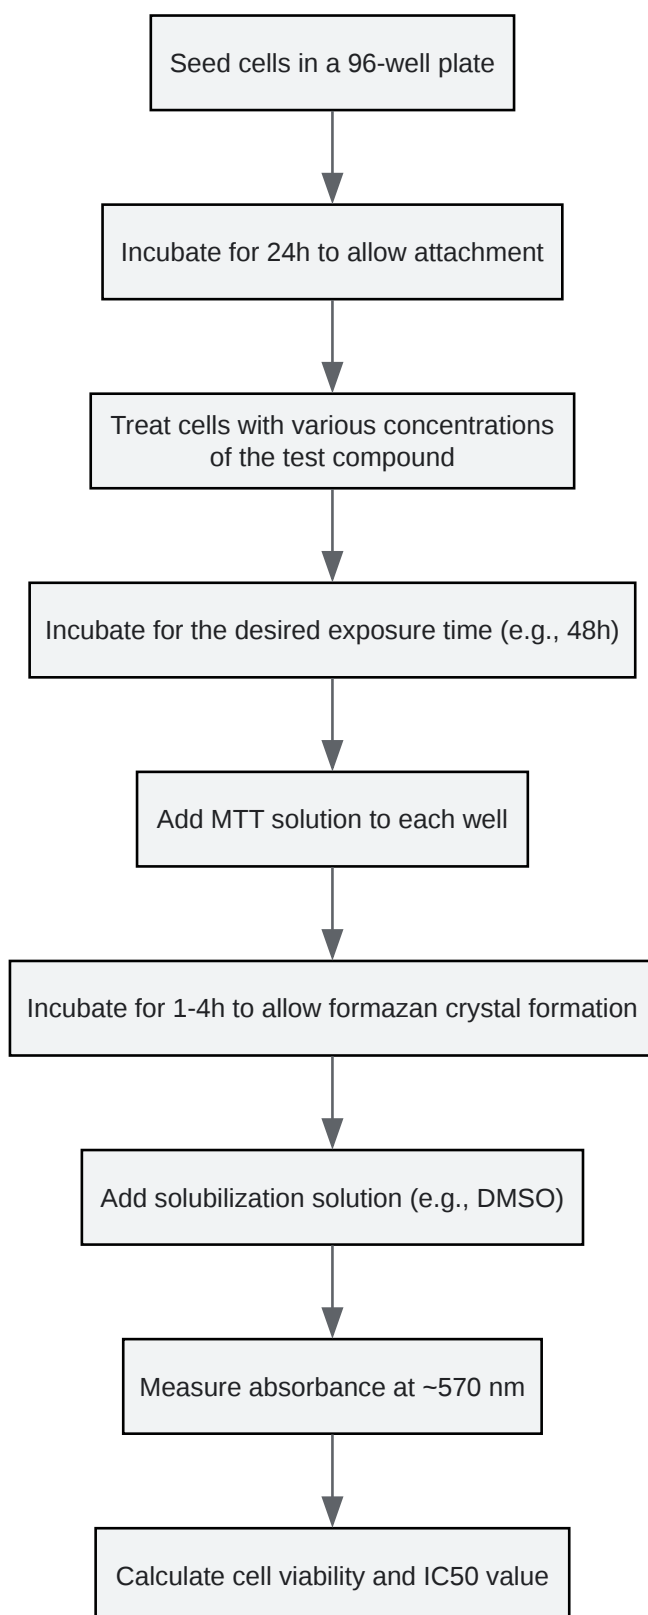 Seed cells in a 96-well plate
Incubate for 24h to allow attachment
Treat cells with various concentrations
of the test compound
Incubate for the desired exposure time (e.g., 48h)
Add MTT solution to each well
Incubate for 1-4h to allow formazan crystal formation
Add solubilization solution (e.g., DMSO)
Measure absorbance at ~570 nm
Calculate cell viability and IC50 value